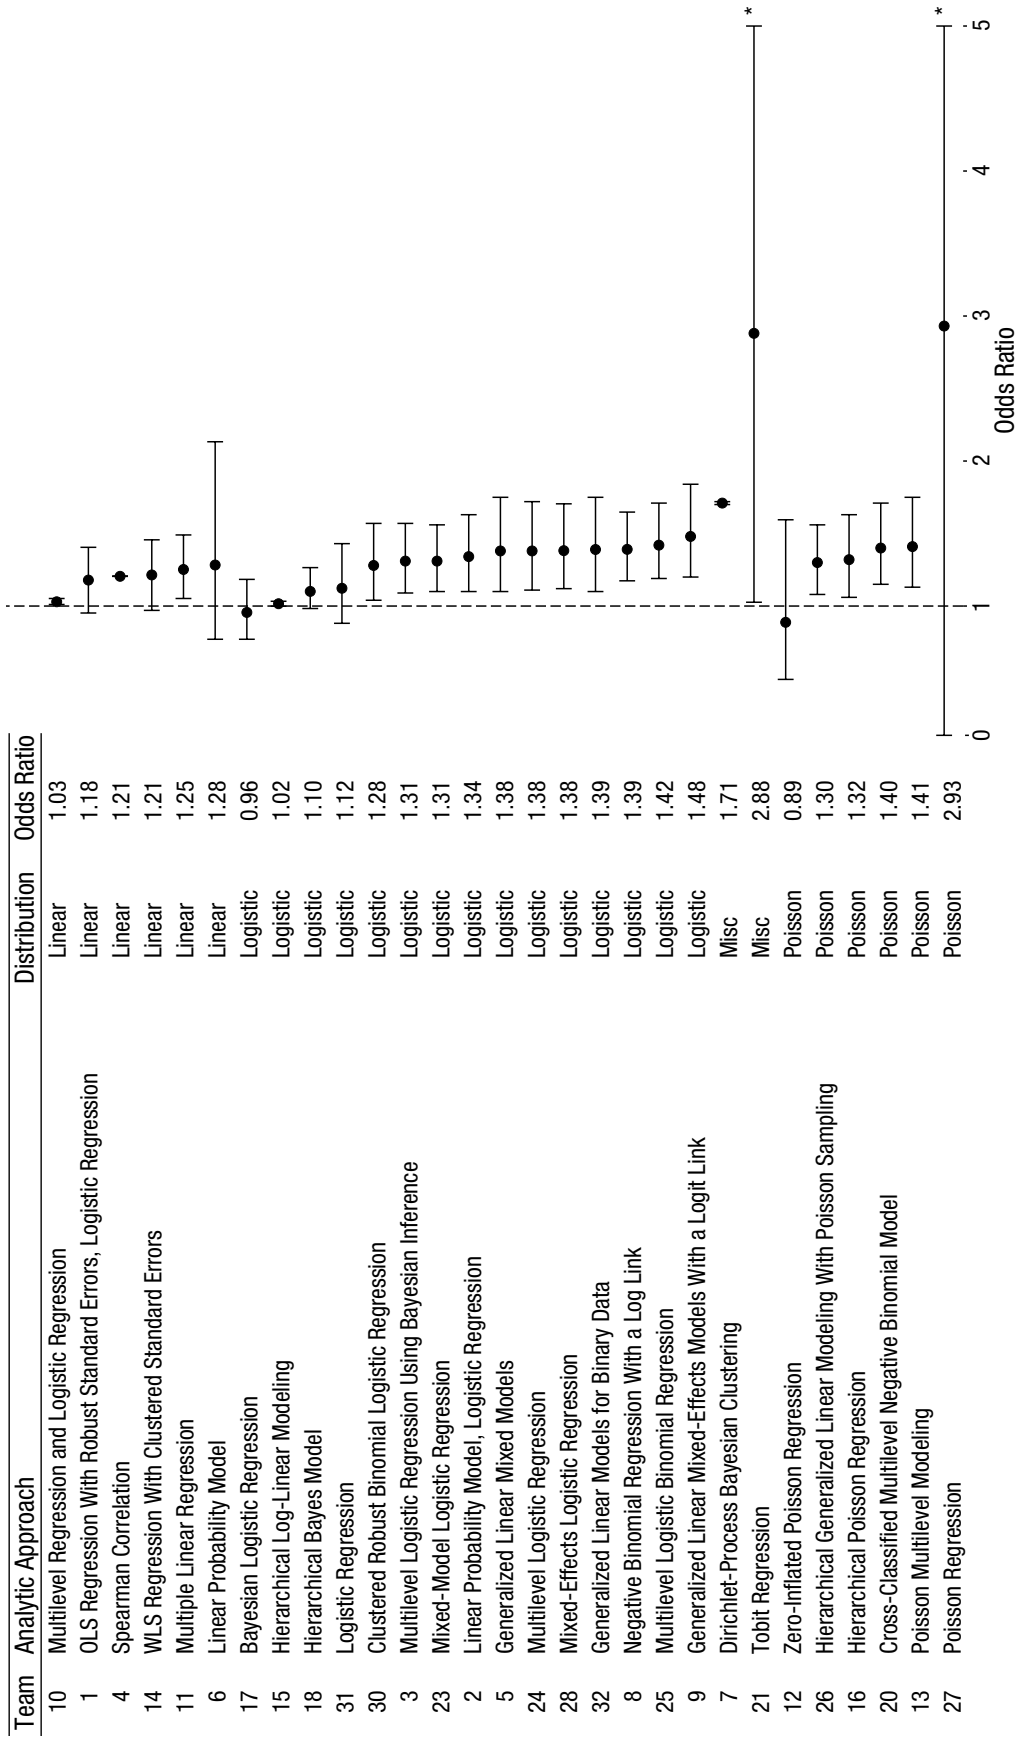 Team Analytic Approach Distribution Odds Ratio
10 Multilevel Regression and Logistic Regression Linear 1.03
1 OLS Regression With Robust Standard Errors, Logistic Regression Linear 1.18
4 Spearman Correlation Linear 1.21
14 WLS Regression With Clustered Standard Errors Linear 1.21
11 Multiple Linear Regression Linear 1.25
6 Linear Probability Model Linear 1.28
17 Bayesian Logistic Regression Logistic 0.96
15 Hierarchical Log-Linear Modeling Logistic 1.02
18 Hierarchical Bayes Model Logistic 1.10
31 Logistic Regression Logistic 1.12
30 Clustered Robust Binomial Logistic Regression Logistic 1.28
3 Multilevel Logistic Regression Using Bayesian Inference Logistic 1.31
23 Mixed-Model Logistic Regression Logistic 1.31
2 Linear Probability Model, Logistic Regression Logistic 1.34
5 Generalized Linear Mixed Models Logistic 1.38
24 Multilevel Logistic Regression Logistic 1.38
28 Mixed-Effects Logistic Regression Logistic 1.38
32 Generalized Linear Models for Binary Data Logistic 1.39
8 Negative Binomial Regression With a Log Link Logistic 1.39
25 Multilevel Logistic Binomial Regression Logistic 1.42
9 Generalized Linear Mixed-Effects Models With a Logit Link Logistic 1.48
7 Dirichlet-Process Bayesian Clustering Misc 1.71
21 Tobit Regression Misc 2.88 *
12 Zero-Inflated Poisson Regression Poisson 0.89
26 Hierarchical Generalized Linear Modeling With Poisson Sampling Poisson 1.30
16 Hierarchical Poisson Regression Poisson 1.32
20 Cross-Classified Multilevel Negative Binomial Model Poisson 1.40
13 Poisson Multilevel Modeling Poisson 1.41
27 Poisson Regression Poisson 2.93 *
0 1 2 3 4 5
Odds Ratio